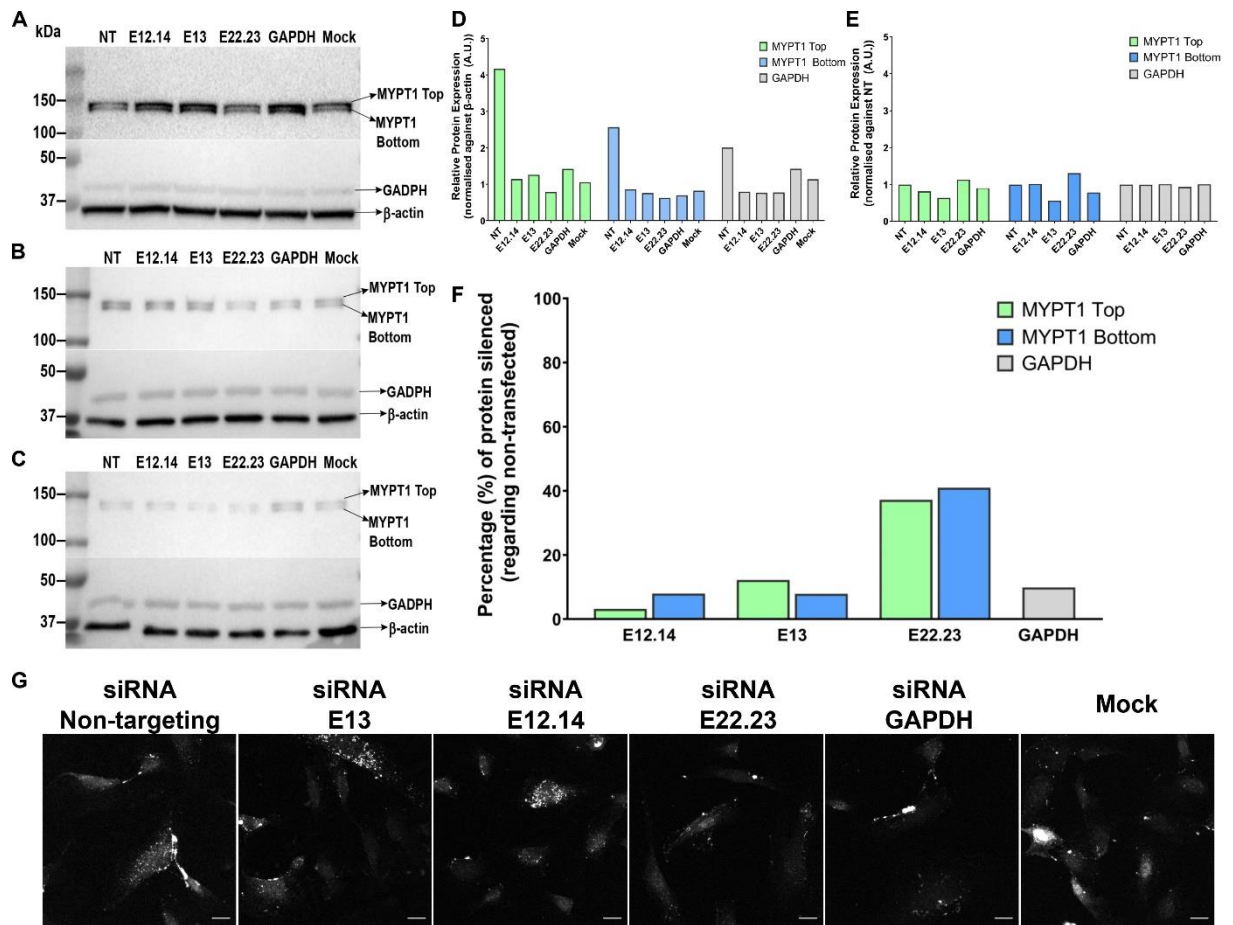 A
kDa
NT E12.14 E13 E22.23 GAPDH Mock
150
100
50
37
MYPT1 Top
MYPT1
Bottom
GADPH
β-actin
B
NT E12.14 E13 E22.23 GAPDH Mock
150
100
50
37
MYPT1 Top
MYPT1
Bottom
GADPH
β-actin
C
NT E12.14 E13 E22.23 GAPDH Mock
150
100
50
37
MYPT1 Top
MYPT1
Bottom
GADPH
β-actin
D
Relative Protein Expression
(normalised against β-actin (A.U.))
5
4
3
2
1
0
NT E12.14 E13 E22.23 GAPDH Mock
NT E12.14 E13 E22.23 GAPDH Mock
NT E12.14 E13 E22.23 GAPDH Mock
MYPT1 Top
MYPT1 Bottom
GAPDH
E
Relative Protein Expression
(normalised against NT (A.U.))
5
4
3
2
1
0
NT E12.14 E13 E22.23 GAPDH
NT E12.14 E13 E22.23 GAPDH
NT E12.14 E13 E22.23 GAPDH
MYPT1 Top
MYPT1 Bottom
GAPDH
F
Percentage (%) of protein silenced
(regarding non-transfected)
100
80
60
40
20
0
E12.14 E13 E22.23 GAPDH
MYPT1 Top
MYPT1 Bottom
GAPDH
G
siRNA
Non-targeting
siRNA
E13
siRNA
E12.14
siRNA
E22.23
siRNA
GAPDH
Mock